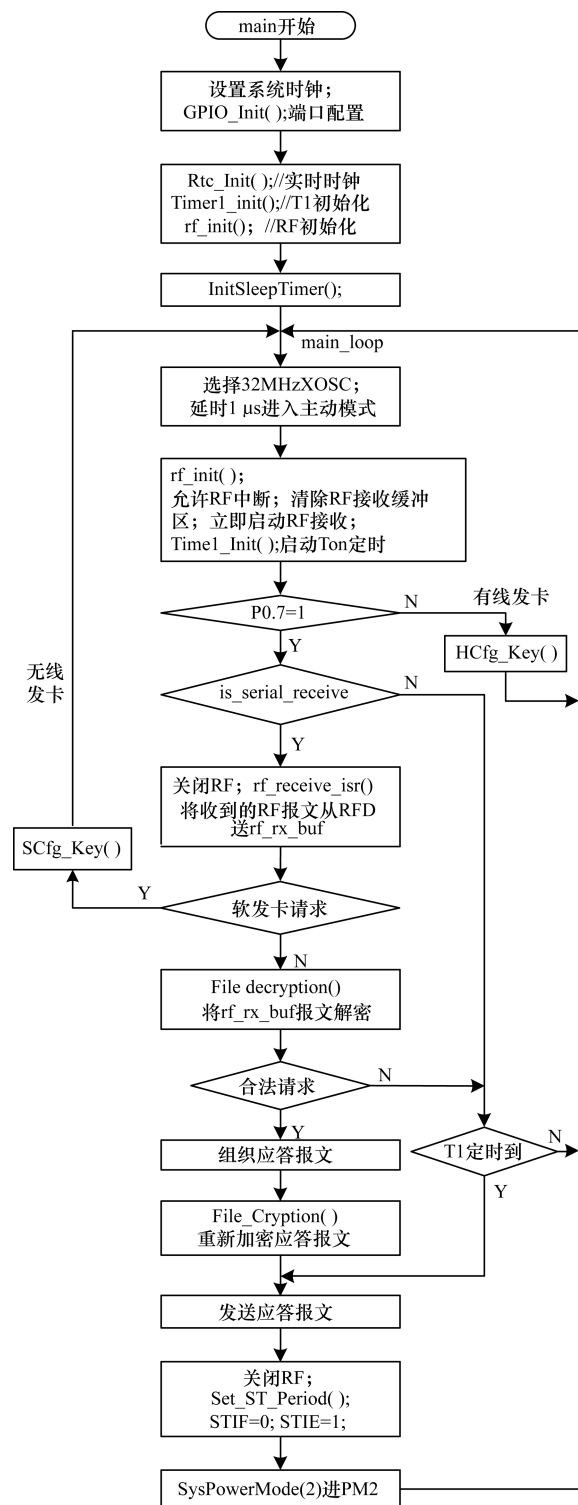 main开始
设置系统时钟；
GPIO_Init( );端口配置
Rtc_Init( );//实时时钟
Timer1_init();//T1初始化
rf_init()；//RF初始化
InitSleepTimer();
main_loop
选择32MHzXOSC；
延时1 μs进入主动模式
rf_init( )；
允许RF中断；清除RF接收缓冲
区；立即启动RF接收；
Time1_Init( );启动Ton定时
P0.7=1
N
有线发卡
HCfg_Key( )
Y
无线
发卡
is_serial_receive
N
Y
关闭RF；rf_receive_isr()
将收到的RF报文从RFD
送rf_rx_buf
SCfg_Key( )
Y
软发卡请求
N
File decryption()
将rf_rx_buf报文解密
合法请求
N
Y
组织应答报文
T1定时到
N
Y
File_Cryption( )
重新加密应答报文
发送应答报文
关闭RF；
Set_ST_Period( );
STIF=0; STIE=1;
SysPowerMode(2)进PM2